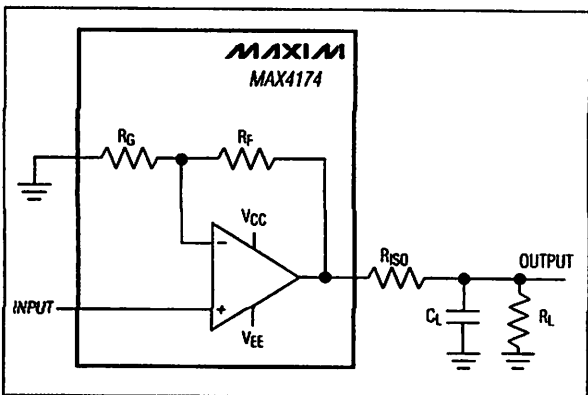 MAXIM
MAX4174
RG
RF
VCC
RISO
OUTPUT
−
INPUT
+
CL
RL
VEE